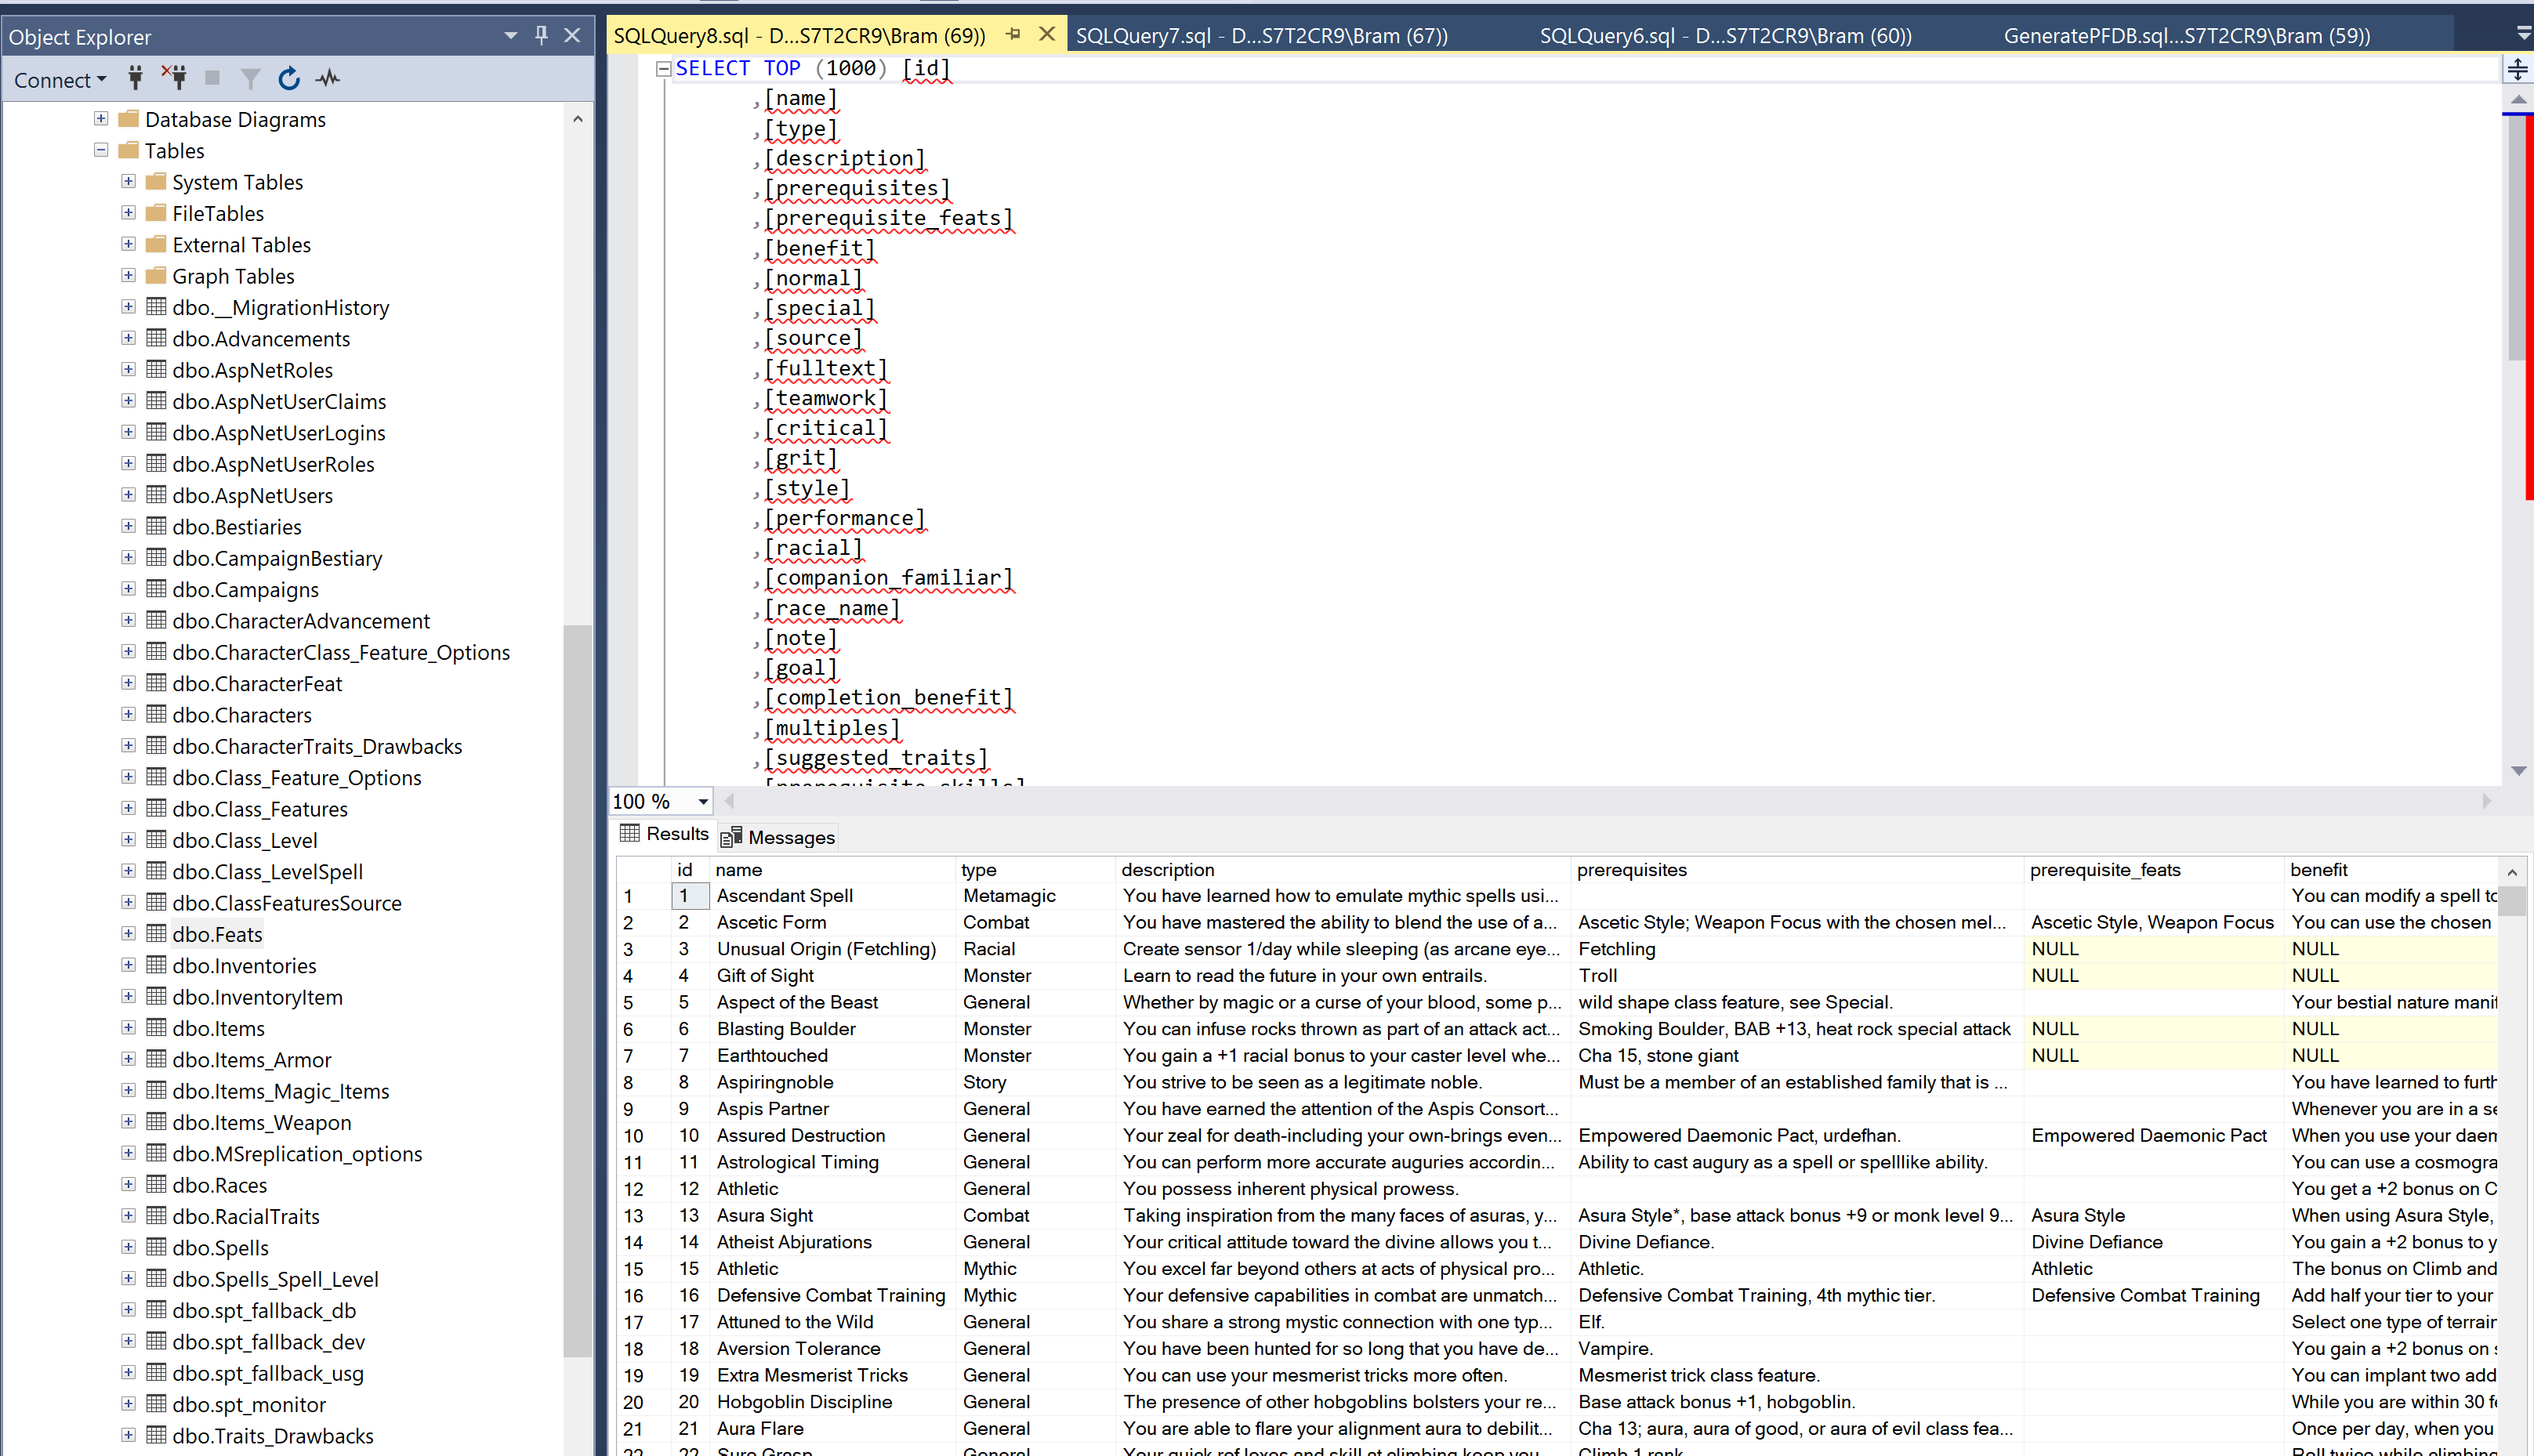 Object Explorer
Connect
Database Diagrams
Tables
System Tables
FileTables
External Tables
Graph Tables
dbo.__MigrationHistory
dbo.Advancements
dbo.AspNetRoles
dbo.AspNetUserClaims
dbo.AspNetUserLogins
dbo.AspNetUserRoles
dbo.AspNetUsers
dbo.Bestiaries
dbo.CampaignBestiary
dbo.Campaigns
dbo.CharacterAdvancement
dbo.CharacterClass_Feature_Options
dbo.CharacterFeat
dbo.Characters
dbo.CharacterTraits_Drawbacks
dbo.Class_Feature_Options
dbo.Class_Features
dbo.Class_Level
dbo.Class_LevelSpell
dbo.ClassFeaturesSource
dbo.Feats
dbo.Inventories
dbo.InventoryItem
dbo.Items
dbo.Items_Armor
dbo.Items_Magic_Items
dbo.Items_Weapon
dbo.MSreplication_options
dbo.Races
dbo.RacialTraits
dbo.Spells
dbo.Spells_Spell_Level
dbo.spt_fallback_db
dbo.spt_fallback_dev
dbo.spt_fallback_usg
dbo.spt_monitor
dbo.Traits_Drawbacks
SQLQuery8.sql - D...S7T2CR9\Bram (69)) SQLQuery7.sql - D...S7T2CR9\Bram (67)) SQLQuery6.sql - D...S7T2CR9\Bram (60)) GeneratePFDB.sql...S7T2CR9\Bram (59))
SELECT TOP (1000) [id]
,[name]
,[type]
,[description]
,[prerequisites]
,[prerequisite_feats]
,[benefit]
,[normal]
,[special]
,[source]
,[fulltext]
,[teamwork]
,[critical]
,[grit]
,[style]
,[performance]
,[racial]
,[companion_familiar]
,[race_name]
,[note]
,[goal]
,[completion_benefit]
,[multiples]
,[suggested_traits]
100 %
Results Messages
id name type description prerequisites prerequisite_feats benefit
1 1 Ascendant Spell Metamagic You have learned how to emulate mythic spells usi... You can modify a spell to
2 2 Ascetic Form Combat You have mastered the ability to blend the use of a... Ascetic Style; Weapon Focus with the chosen mel... Ascetic Style, Weapon Focus You can use the chosen
3 3 Unusual Origin (Fetchling) Racial Create sensor 1/day while sleeping (as arcane eye... Fetchling NULL NULL
4 4 Gift of Sight Monster Learn to read the future in your own entrails. Troll NULL NULL
5 5 Aspect of the Beast General Whether by magic or a curse of your blood, some p... wild shape class feature, see Special. Your bestial nature
6 6 Blasting Boulder Monster You can infuse rocks thrown as part of an attack act... Smoking Boulder, BAB +13, heat rock special attack NULL NULL
7 7 Earthtouched Monster You gain a +1 racial bonus to your caster level whe... Cha 15, stone giant NULL NULL
8 8 Aspiringnoble Story You strive to be seen as a legitimate noble. Must be a member of an established family that is ... You have learned to
9 9 Aspis Partner General You have earned the attention of the Aspis Consort... Whenever you are in a
10 10 Assured Destruction General Your zeal for death-including your own-brings even... Empowered Daemonic Pact, urdefhan. Empowered Daemonic Pact When you use your
11 11 Astrological Timing General You can perform more accurate auguries accordin... Ability to cast augury as a spell or spelllike ability. You can use a cosmogra
12 12 Athletic General You possess inherent physical prowess. You get a +2 bonus on C
13 13 Asura Sight Combat Taking inspiration from the many faces of asuras, y... Asura Style*, base attack bonus +9 or monk level 9... Asura Style When using Asura Style,
14 14 Atheist Abjurations General Your critical attitude toward the divine allows you t... Divine Defiance. Divine Defiance You gain a +2 bonus to y
15 15 Athletic Mythic You excel far beyond others at acts of physical pro... Athletic. Athletic The bonus on Climb and
16 16 Defensive Combat Training Mythic Your defensive capabilities in combat are unmatch... Defensive Combat Training, 4th mythic tier. Defensive Combat Training Add half your tier to your
17 17 Attuned to the Wild General You share a strong mystic connection with one typ... Elf. Select one type of terrain
18 18 Aversion Tolerance General You have been hunted for so long that you have de... Vampire. You gain a +2 bonus on
19 19 Extra Mesmerist Tricks General You can use your mesmerist tricks more often. Mesmerist trick class feature. You can implant two add
20 20 Hobgoblin Discipline General The presence of other hobgoblins bolsters your re... Base attack bonus +1, hobgoblin. While you are within 30
21 21 Aura Flare General You are able to flare your alignment aura to debilit... Cha 13; aura, aura of good, or aura of evil class fea... Once per day, when you